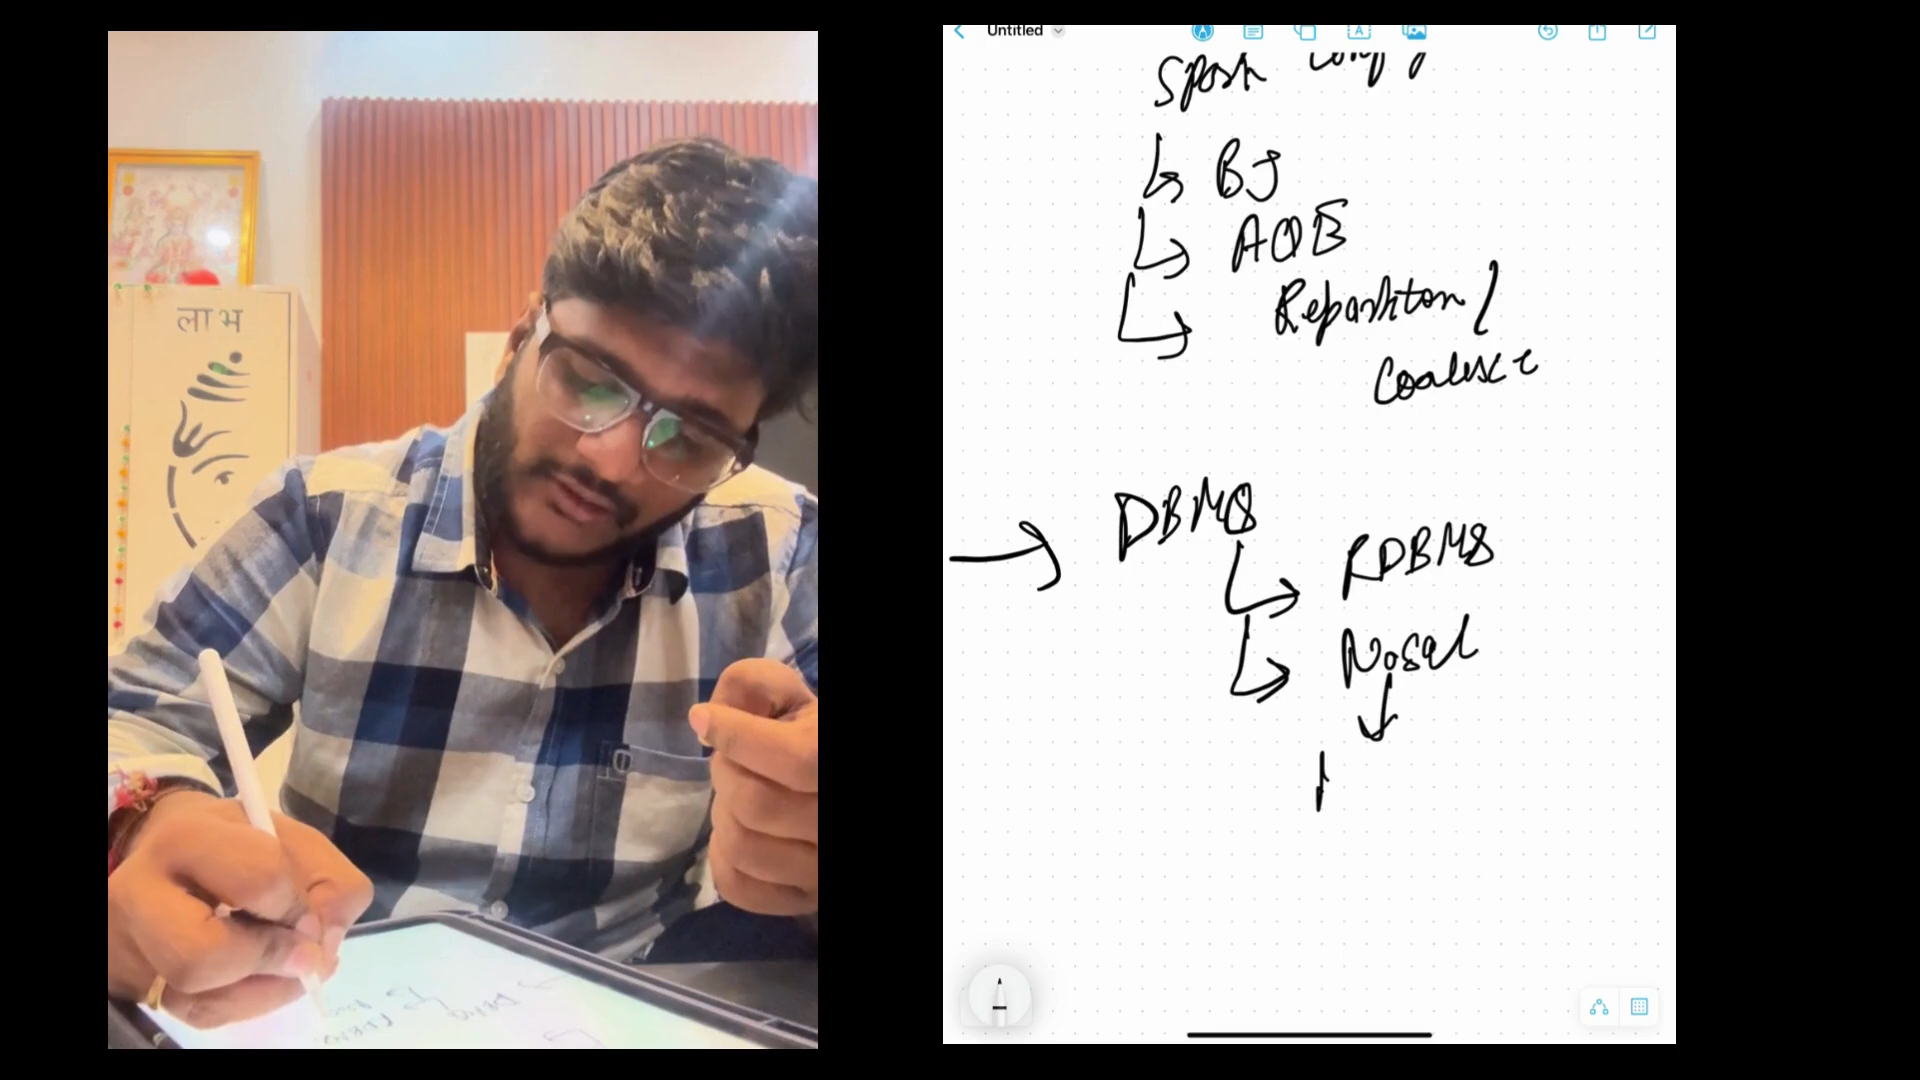 लाभ
Untitled
Spark
BJ
AQE
Repartition /
Coalesce
DBMS
RDBMS
Nosql